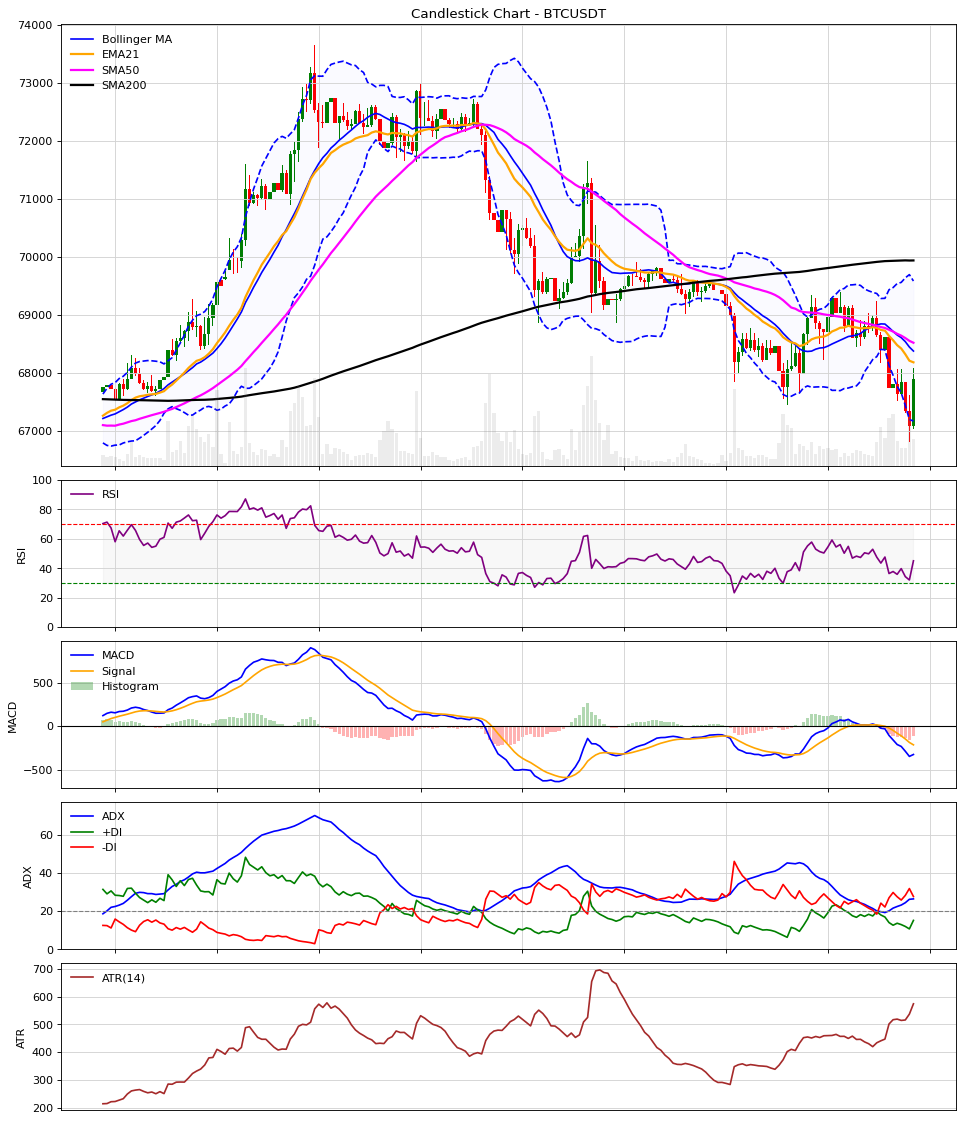 Candlestick Chart - BTCUSDT
74000
73000
72000
71000
70000
69000
68000
67000
Bollinger MA
EMA21
SMA50
SMA200
100
80
60
40
20
0
RSI
RSI
500
0
−500
MACD
MACD
Signal
Histogram
60
40
20
0
ADX
ADX
+DI
-DI
700
600
500
400
300
200
ATR
ATR(14)